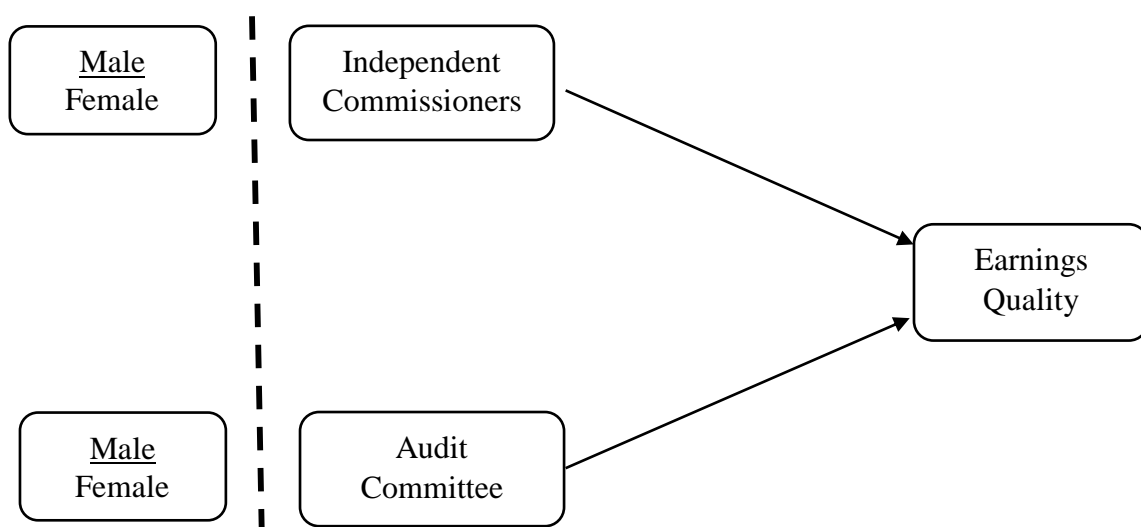 Male
Female
Independent
Commissioners
Earnings
Quality
Male
Female
Audit
Committee